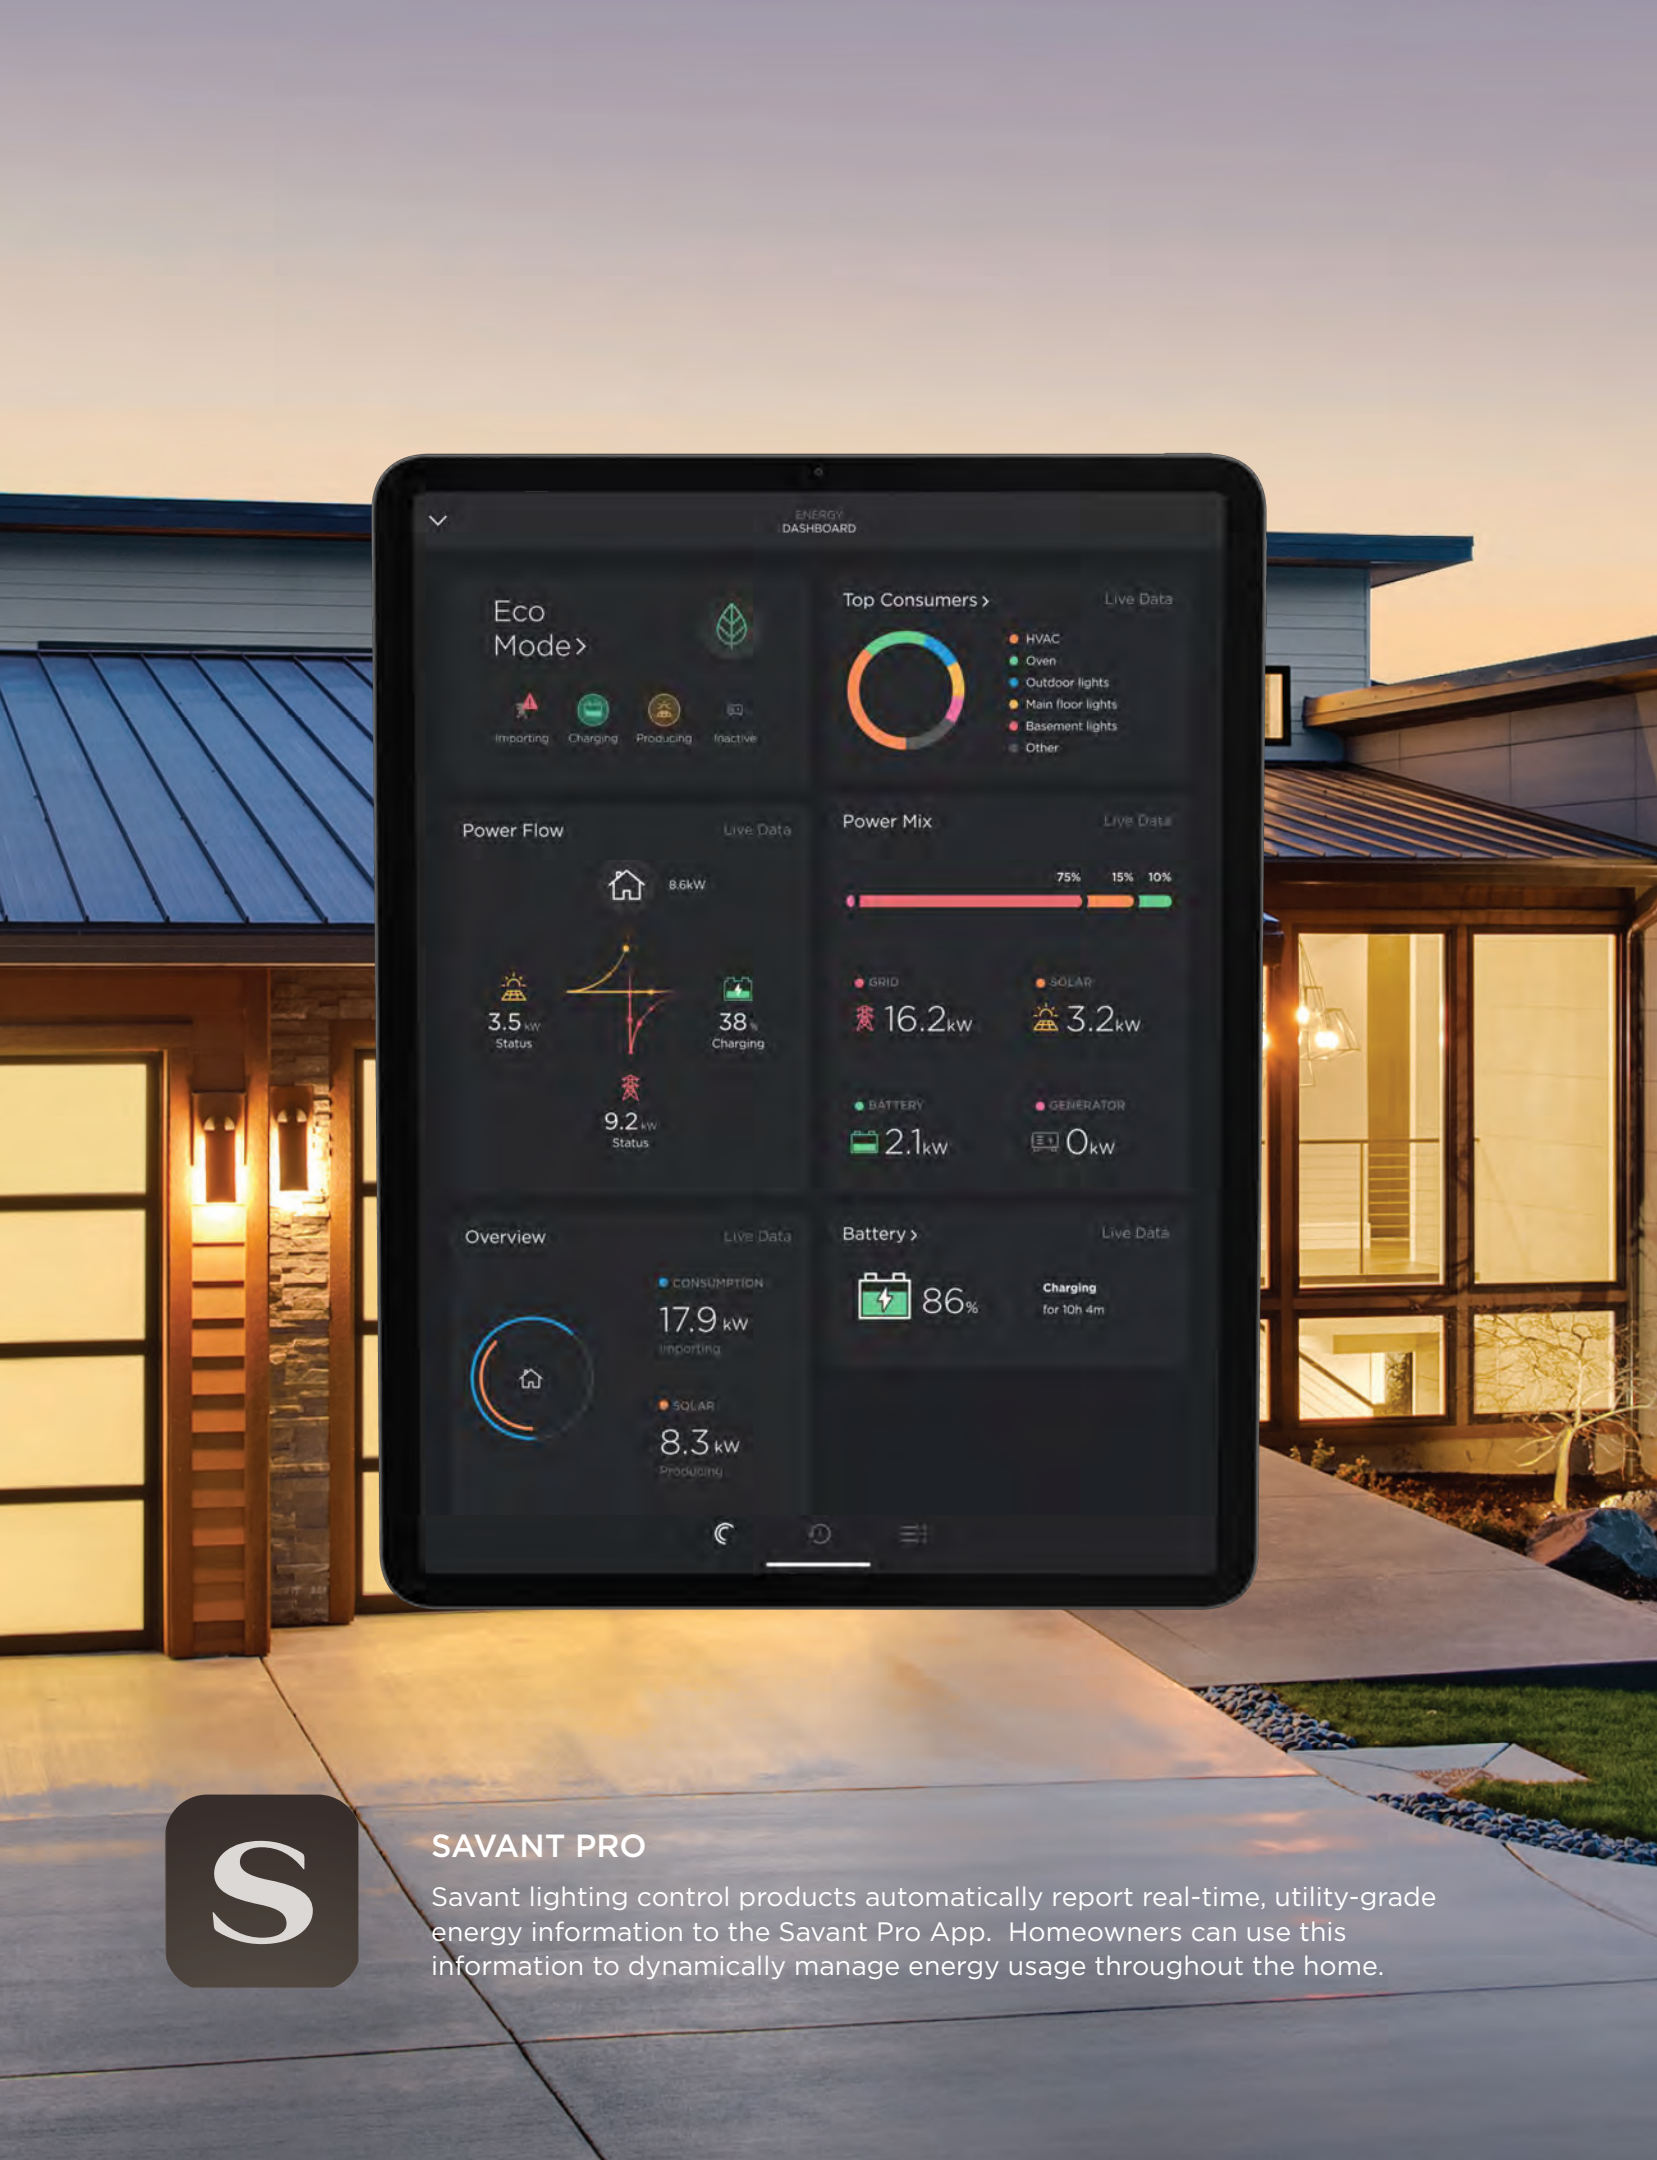 ENERGY
DASHBOARD
Eco
Mode >
Importing Charging Producing Inactive
Top Consumers > Live Data
HVAC
Oven
Outdoor lights
Main floor lights
Basement lights
Other
Power Flow Live Data
8.6kW
3.5 kW
Status
38 %
Charging
9.2 kW
Status
Power Mix Live Data
75% 15% 10%
GRID SOLAR
16.2kW 3.2kW
BATTERY GENERATOR
2.1kW 0kW
Overview Live Data
CONSUMPTION
17.9 kW
Importing
SOLAR
8.3 kW
Producing
Battery > Live Data
86%
Charging
for 10h 4m
S
SAVANT PRO
Savant lighting control products automatically report real-time, utility-grade
energy information to the Savant Pro App. Homeowners can use this
information to dynamically manage energy usage throughout the home.